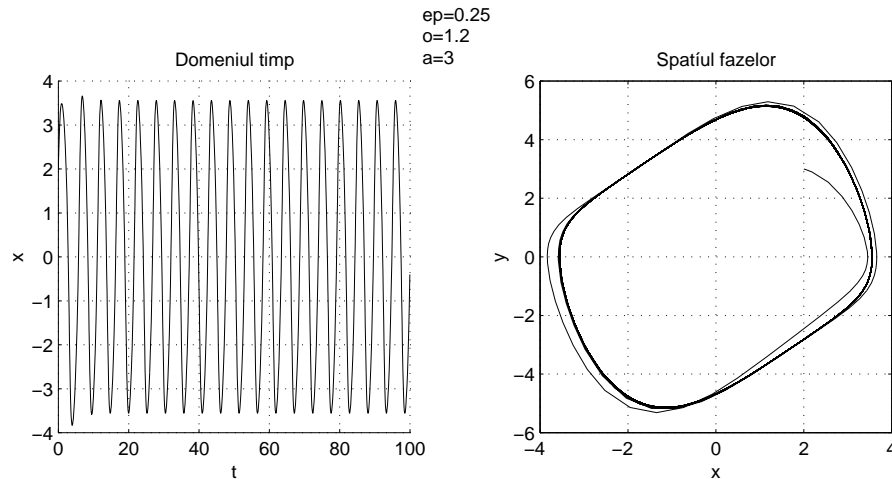 ep=0.25
o=1.2
a=3
Domeniul timp
4
3
2
1
0
−1
−2
−3
−4
x
0 20 40 60 80 100
t
Spatíul fazelor
6
4
2
0
−2
−4
−6
y
−4 −2 0 2 4
x